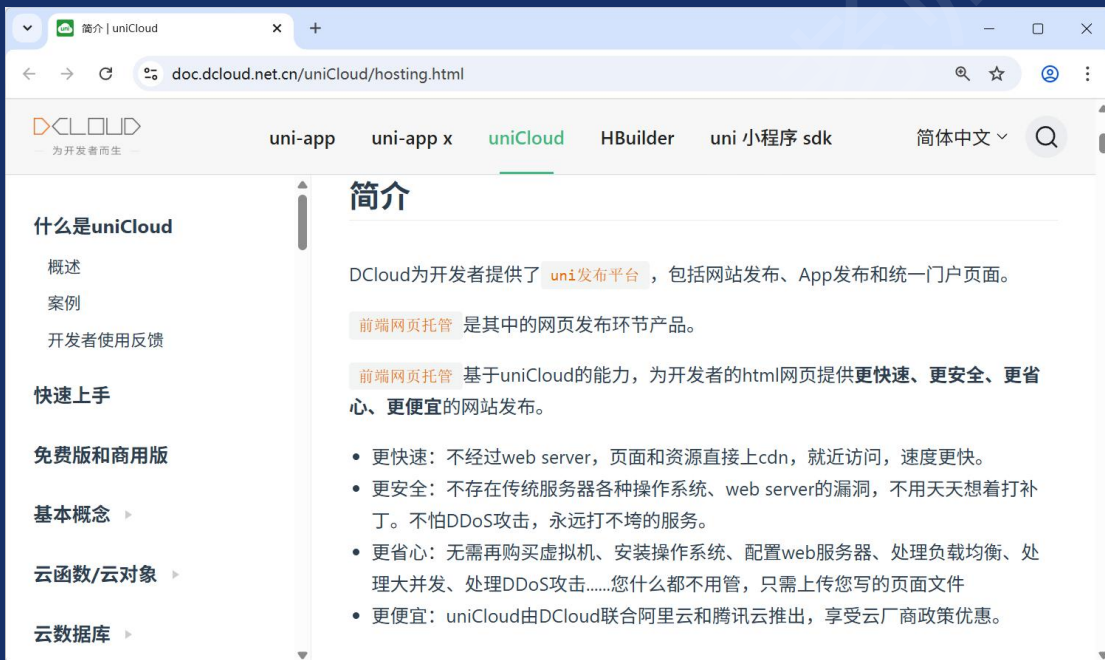 简介 | uniCloud
doc.dcloud.net.cn/uniCloud/hosting.html
DCLOUD
为开发者而生
uni-app uni-app x uniCloud HBuilder uni 小程序 sdk 简体中文
什么是uniCloud
概述
案例
开发者使用反馈
快速上手
免费版和商用版
基本概念
云函数/云对象
云数据库
简介
DCloud为开发者提供了 uni发布平台 ，包括网站发布、App发布和统一门户页面。
前端网页托管 是其中的网页发布环节产品。
前端网页托管 基于uniCloud的能力，为开发者的html网页提供更快速、更安全、更省
心、更便宜的网站发布。
更快速：不经过web server，页面和资源直接上cdn，就近访问，速度更快。
更安全：不存在传统服务器各种操作系统、web server的漏洞，不用天天想着打补
丁。不怕DDoS攻击，永远打不垮的服务。
更省心：无需再购买虚拟机、安装操作系统、配置web服务器、处理负载均衡、处
理大并发、处理DDoS攻击......您什么都不用管，只需上传您写的页面文件
更便宜：uniCloud由DCloud联合阿里云和腾讯云推出，享受云厂商政策优惠。